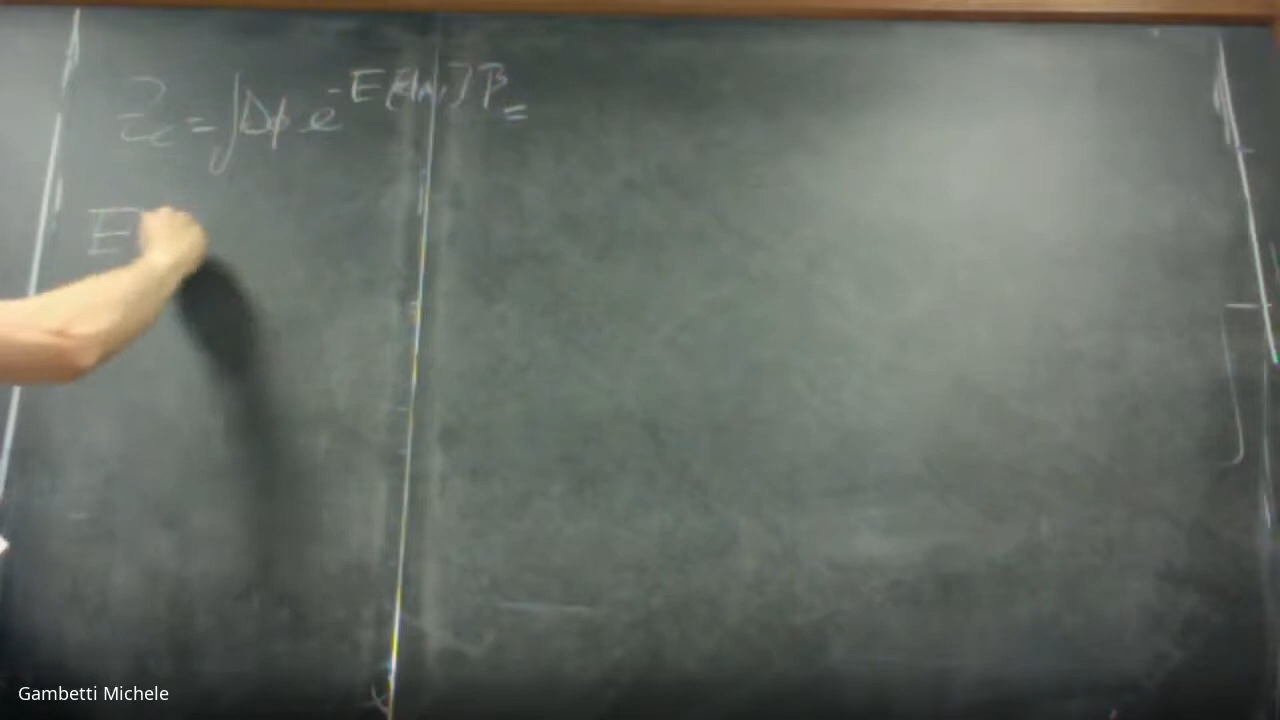 Z_c = ∫Dϕ e^{-E[ϕ(x)]β} =
E
Gambetti Michele